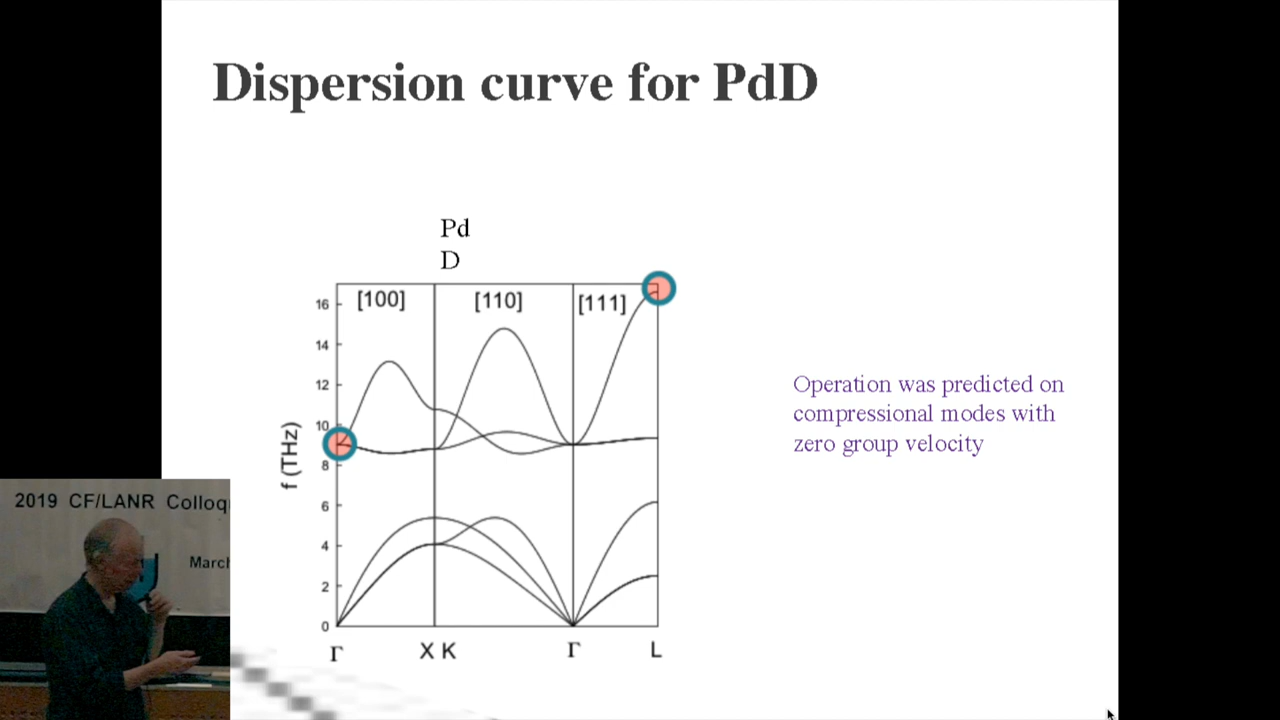 Dispersion curve for PdD
Pd
D
[100]
[110]
[111]
16
14
12
10
8
6
4
2
0
f (THz)
Γ
X K
Γ
L
Operation was predicted on
compressional modes with
zero group velocity
2019 CF/LANR Colloq
March